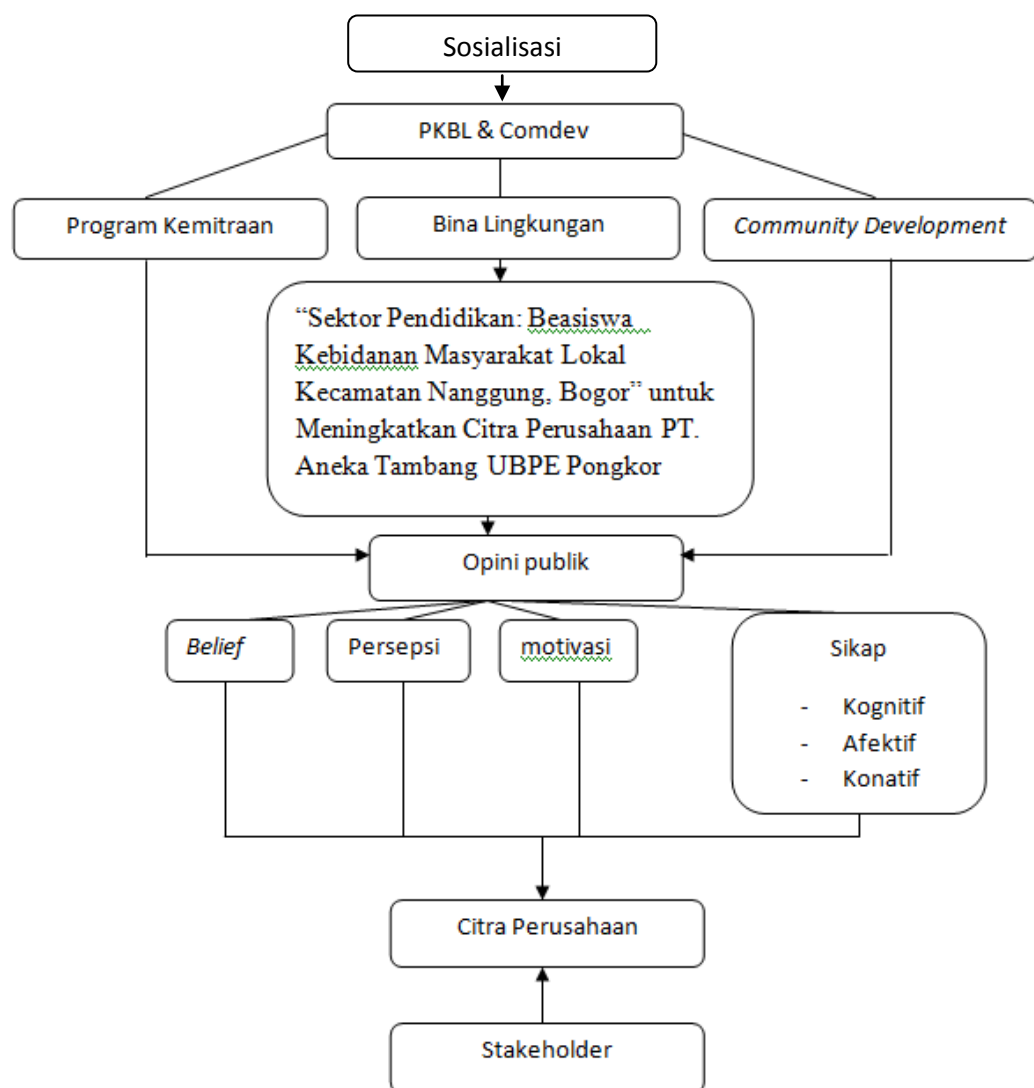 Sosialisasi
PKBL & Comdev
Program Kemitraan
Bina Lingkungan
Community Development
“Sektor Pendidikan: Beasiswa
Kebidanan Masyarakat Lokal
Kecamatan Nanggung, Bogor” untuk
Meningkatkan Citra Perusahaan PT.
Aneka Tambang UBPE Pongkor
Opini publik
Belief
Persepsi
motivasi
Sikap
- Kognitif
- Afektif
- Konatif
Citra Perusahaan
Stakeholder